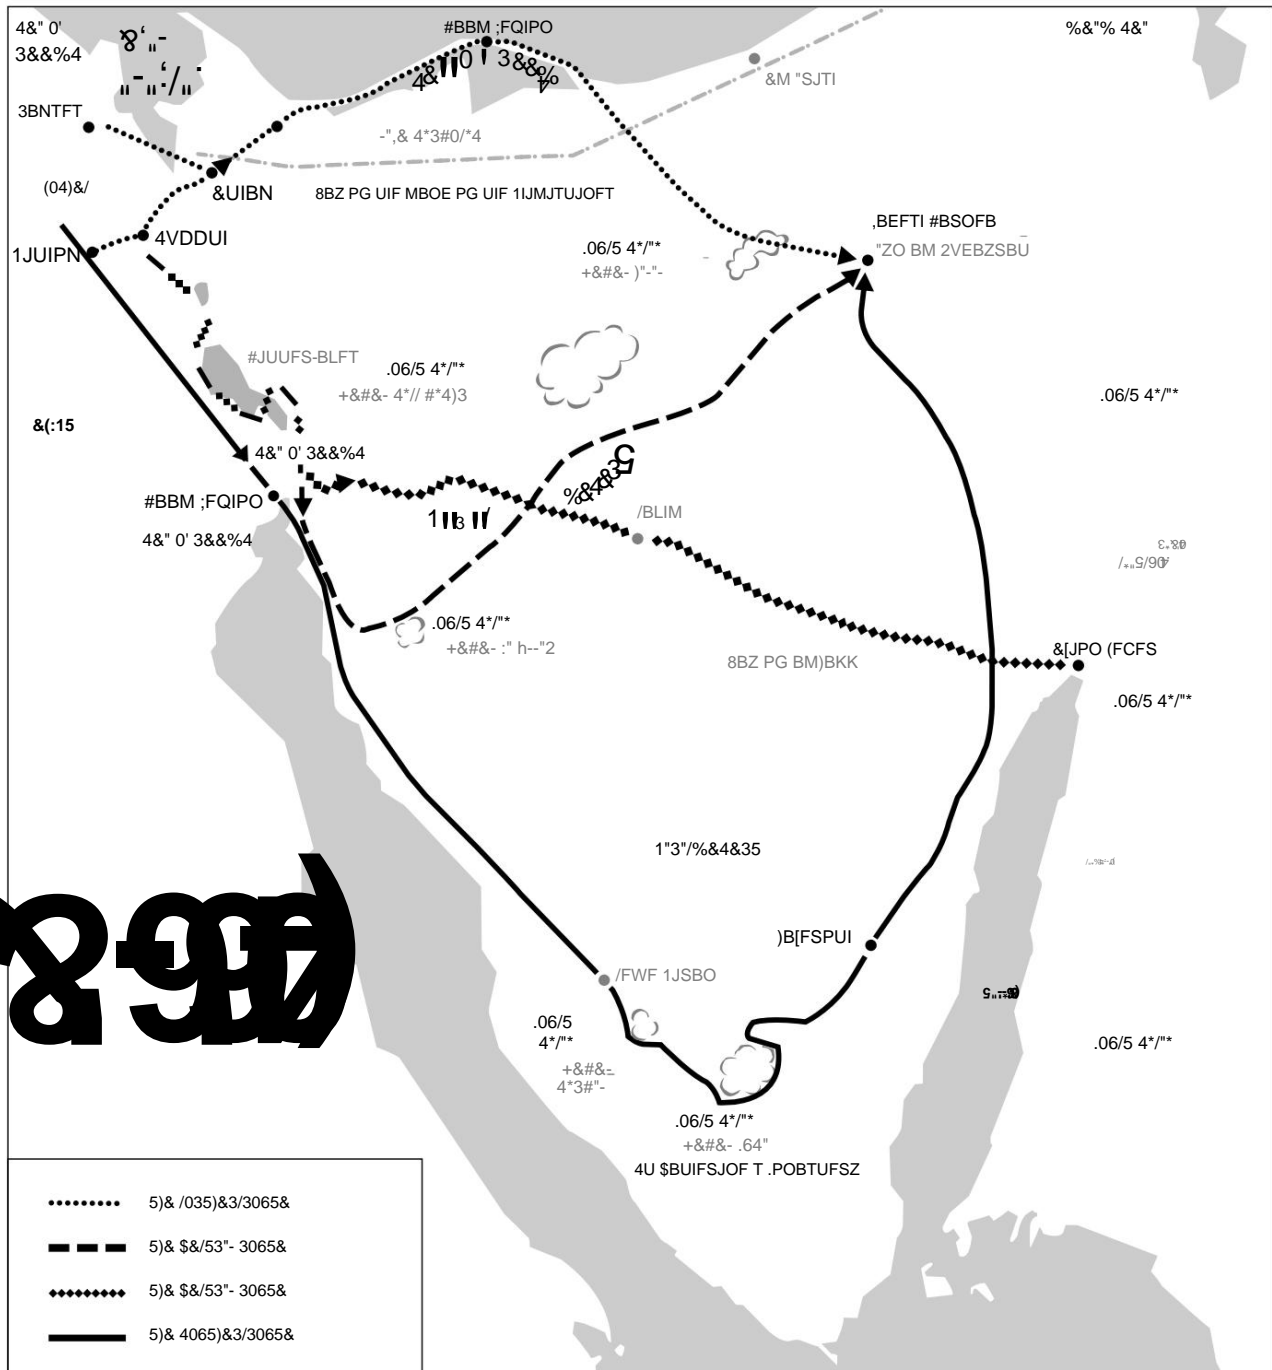 4&" 0'
3&&%4
#BBM ;FQIPO
%&"% 4&"
&M "SJTI
3BNTFT
-",& 4*3#0/*4
(04)&/
&UIBN
8BZ PG UIF MBOE PG UIF 1IJMJTUJOFT
4VDDUI
1JUIPN
,BEFTI #BSOFB
"ZO BM 2VEBZSBU
.06/5 4*/"*
+&#&- )"-"-
#JUUFS-BLFT
.06/5 4*/"*
+&#&- 4*// #*4)3
.06/5 4*/"*
&(:15
4&" 0' 3&&%4
#BBM ;FQIPO
4&" 0' 3&&%4
/BLIM
.06/5 4*/"*
+&#&- :" h--"2
8BZ PG BM)BKK
&[JPO (FCFS
.06/5 4*/"*
1"3"/%&4&35
)B[FSPUI
/FWF 1JSBO
.06/5
4*/"*
+&#&-
4*3#"-
.06/5 4*/"*
.06/5 4*/"*
+&#&- .64"
4U $BUIFSJOF T .POBTUFSZ
5)& /035)&3/3065&
5)& $&/53"- 3065&
5)& $&/53"- 3065&
5)& 4065)&3/3065&